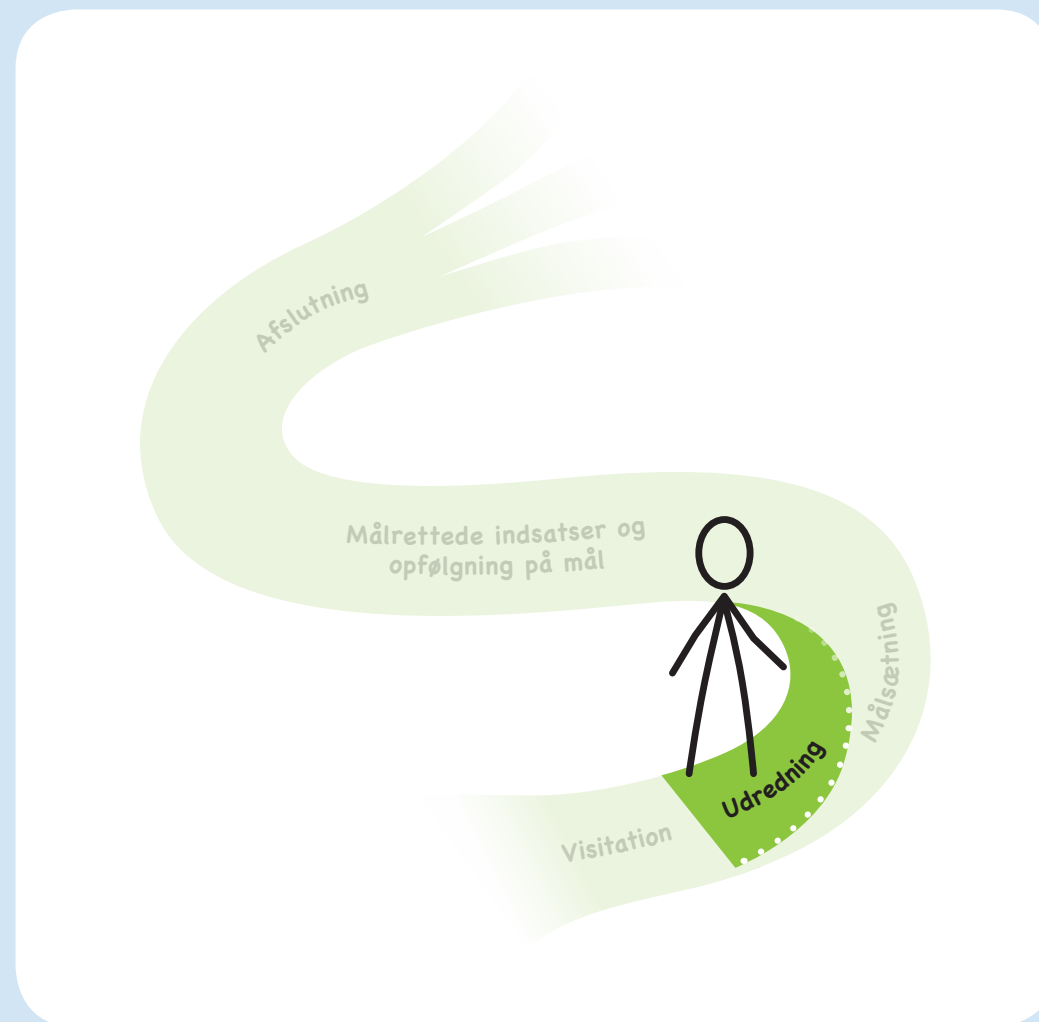 Afslutning
Målrettede indsatser og
opfølgning på mål
Målsætning
Udredning
Visitation